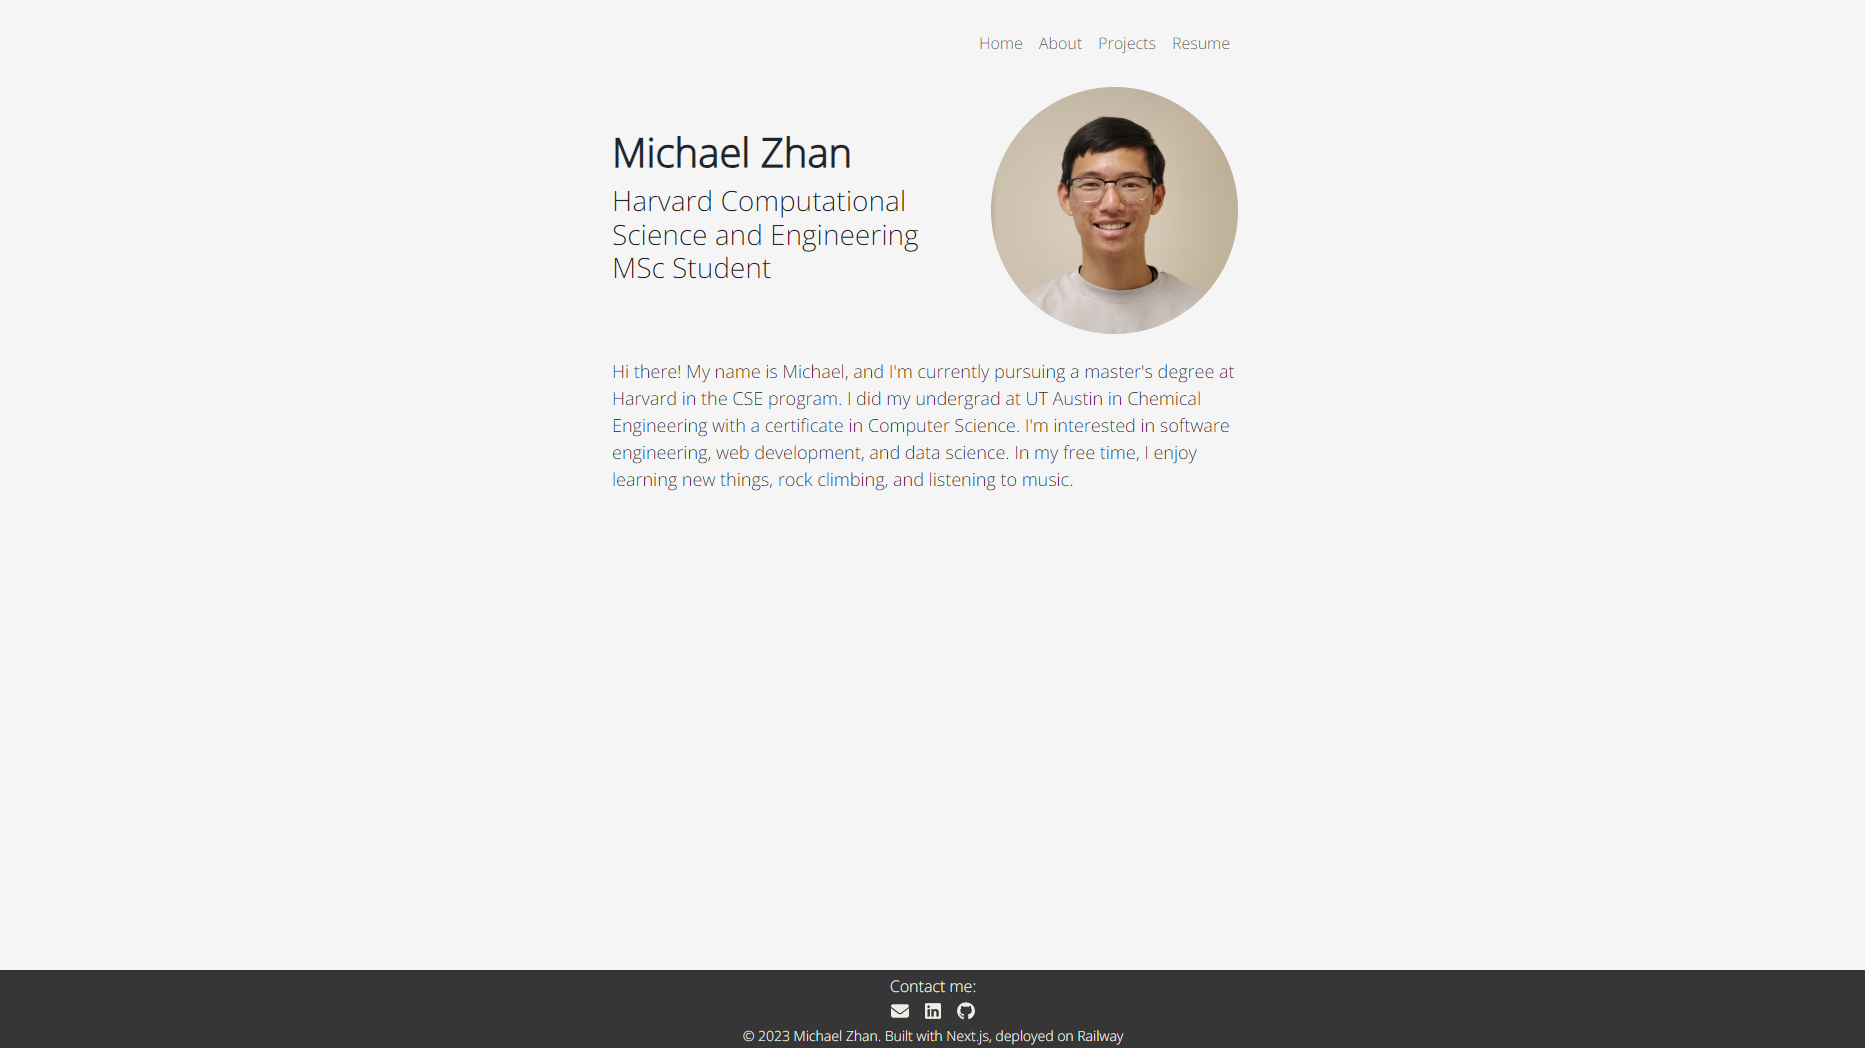 Home About Projects Resume
Michael Zhan
Harvard Computational
Science and Engineering
MSc Student
Hi there! My name is Michael, and I'm currently pursuing a master's degree at
Harvard in the CSE program. I did my undergrad at UT Austin in Chemical
Engineering with a certificate in Computer Science. I'm interested in software
engineering, web development, and data science. In my free time, I enjoy
learning new things, rock climbing, and listening to music.
Contact me:
© 2023 Michael Zhan. Built with Next.js, deployed on Railway